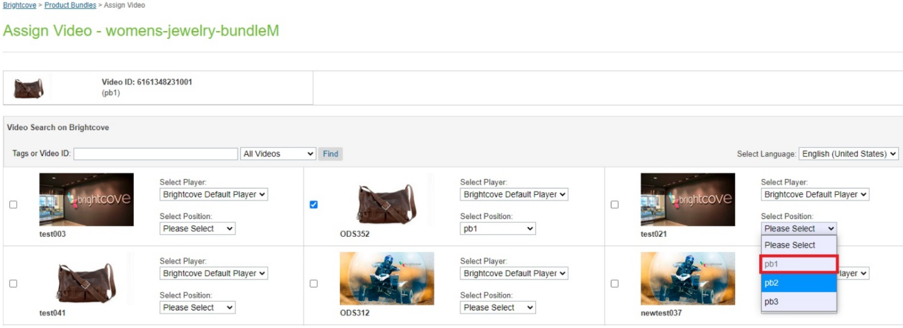 Brightcove > Product Bundles > Assign Video
Assign Video - womens-jewelry-bundleM
Video ID: 6161348231001
(pb1)
Video Search on Brightcove
Tags or Video ID:
All Videos
Find
Select Language: English (United States)
brightcove
test003
Select Player:
Brightcove Default Player
Select Position:
Please Select
ODS352
Select Player:
Brightcove Default Player
Select Position:
pb1
brightcove
test021
Select Player:
Brightcove Default Player
Select Position:
Please Select
Please Select
pb1
pb2
pb3
test041
Select Player:
Brightcove Default Player
Select Position:
Please Select
ODS312
Select Player:
Brightcove Default Player
Select Position:
Please Select
newtest037
layer